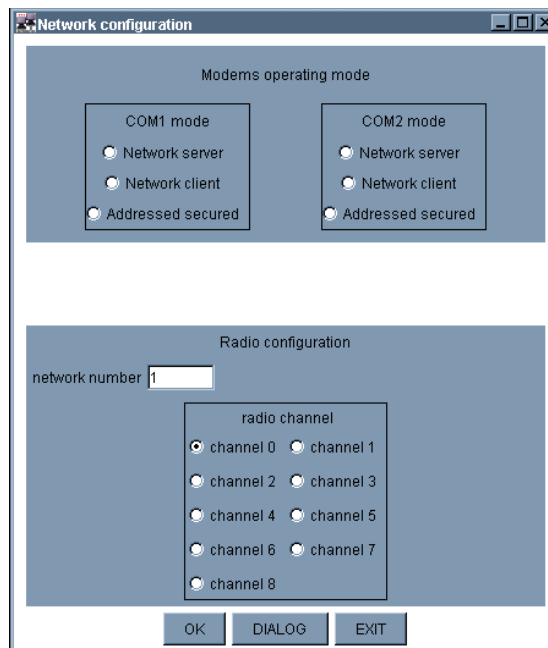 Network configuration
Modems operating mode
COM1 mode
Network server
Network client
Addressed secured
COM2 mode
Network server
Network client
Addressed secured
Radio configuration
network number 1
radio channel
channel 0 channel 1
channel 2 channel 3
channel 4 channel 5
channel 6 channel 7
channel 8
OK DIALOG EXIT